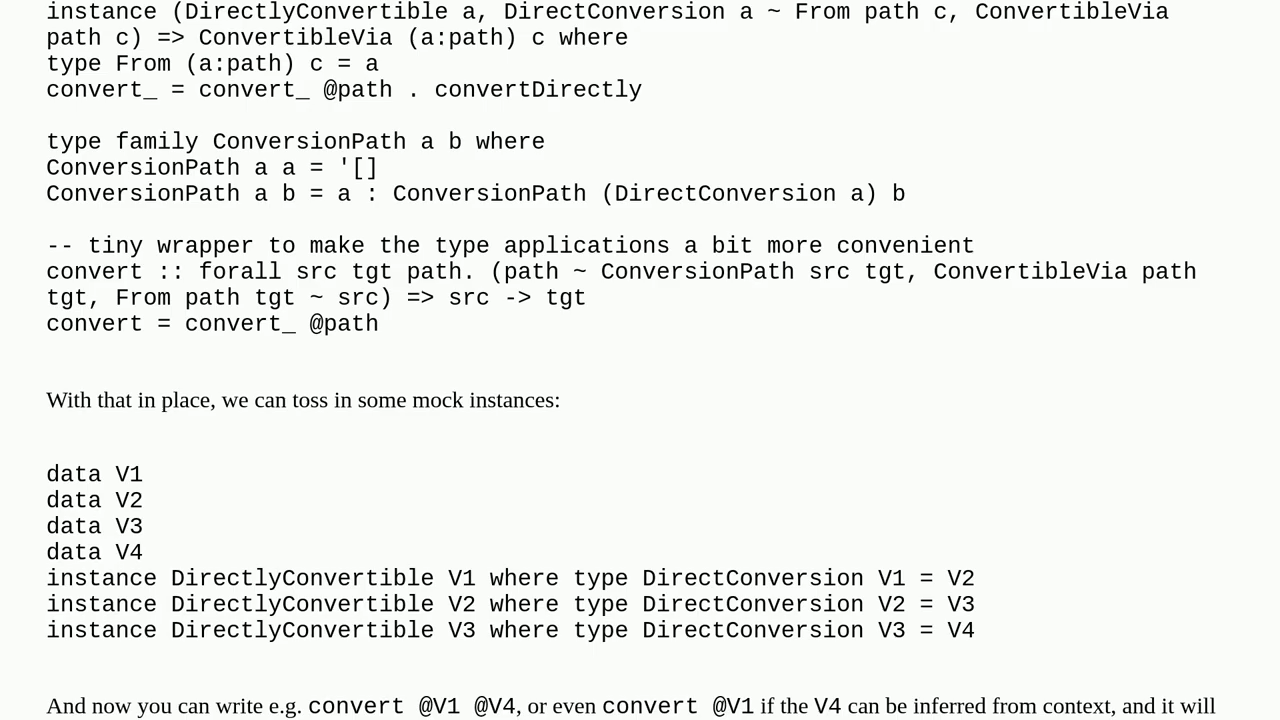 instance (DirectlyConvertible a, DirectConversion a ~ From path c, ConvertibleVia
path c) => ConvertibleVia (a:path) c where
type From (a:path) c = a
convert_ = convert_ @path . convertDirectly
type family ConversionPath a b where
ConversionPath a a = '[]
ConversionPath a b = a : ConversionPath (DirectConversion a) b
-- tiny wrapper to make the type applications a bit more convenient
convert :: forall src tgt path. (path ~ ConversionPath src tgt, ConvertibleVia path
tgt, From path tgt ~ src) => src -> tgt
convert = convert_ @path
With that in place, we can toss in some mock instances:
data V1
data V2
data V3
data V4
instance DirectlyConvertible V1 where type DirectConversion V1 = V2
instance DirectlyConvertible V2 where type DirectConversion V2 = V3
instance DirectlyConvertible V3 where type DirectConversion V3 = V4
And now you can write e.g. convert @V1 @V4, or even convert @V1 if the V4 can be inferred from context, and it will